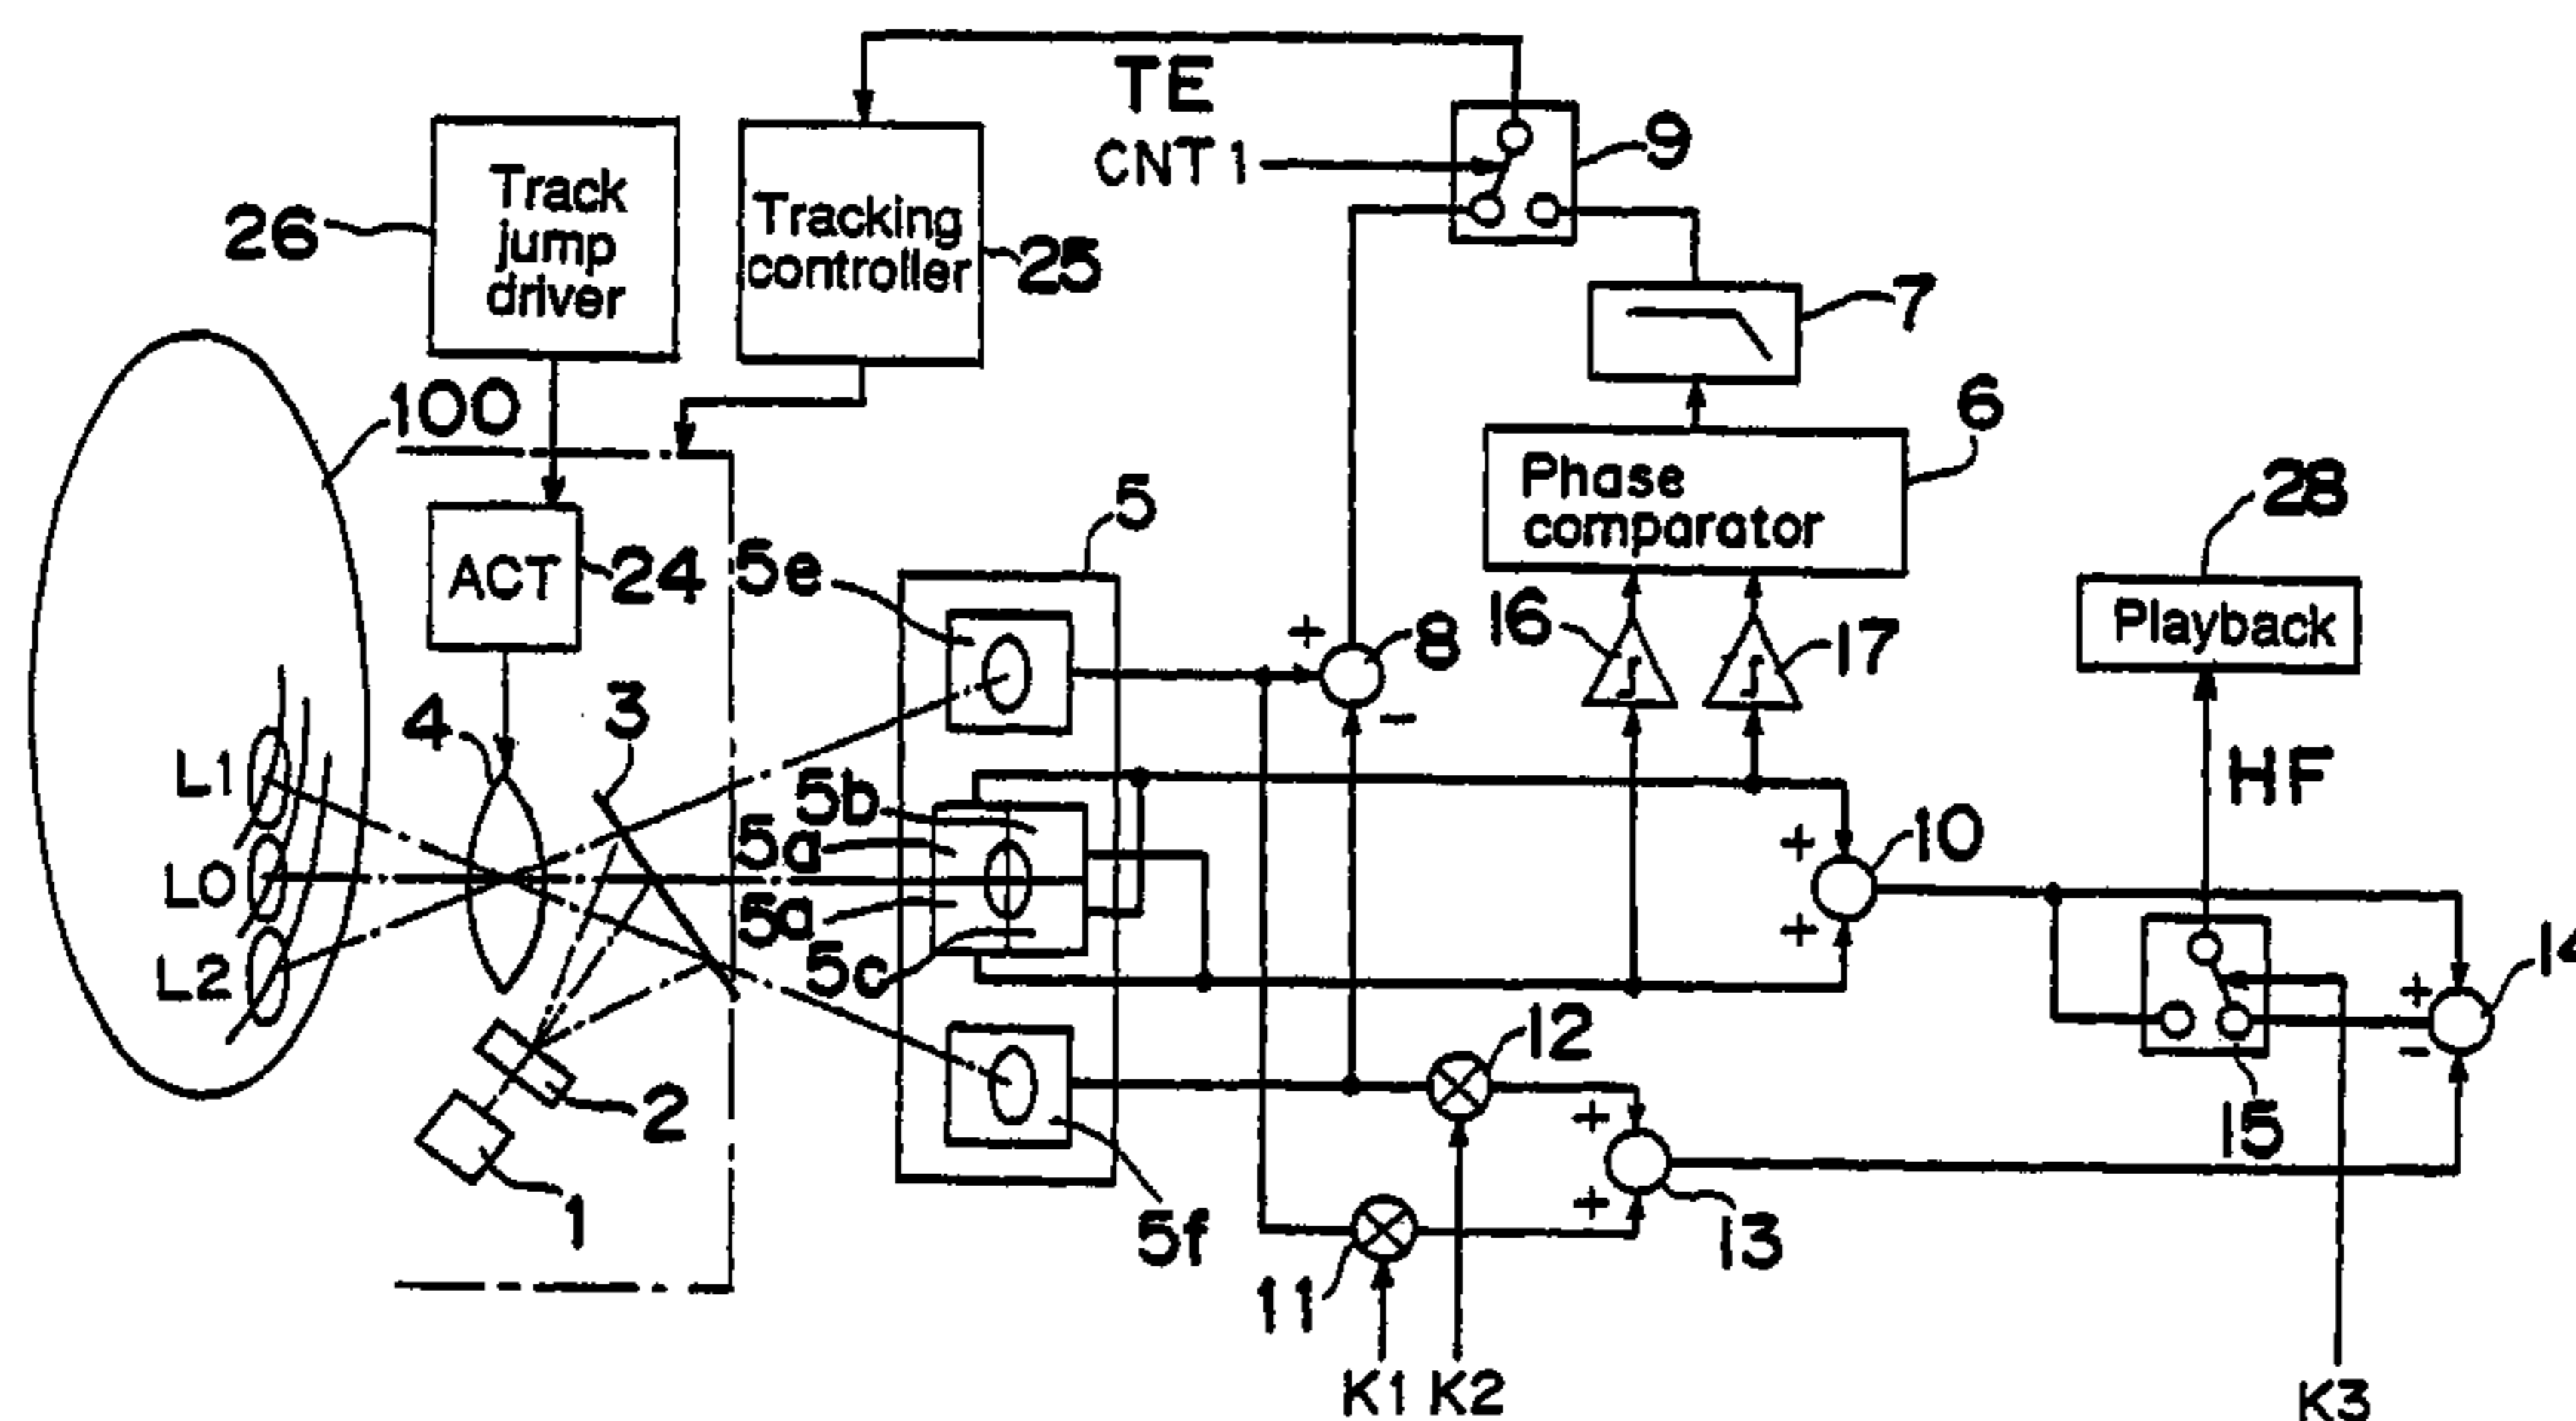 TE
CNT1
9
Track
jump
driver
26
Tracking
controller
25
7
100
6
Phase
comparator
28
5
ACT
24
5e
16
17
8
+
-
Playback
4
3
L1
5b
5a
HF
+
10
L0
5a
+
5c
L2
14
+
-
12
2
+
15
1
5f
+
13
11
K1
K2
K3